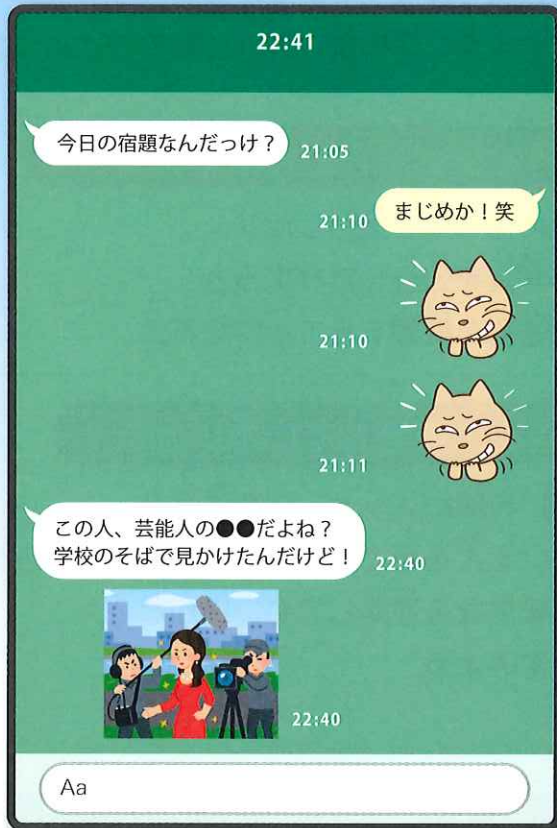 22:41
今日の宿題なんだっけ？
21:05
まじめか！笑
21:10
21:10
21:11
この人、芸能人の●●だよね？
学校のそばで見かけたんだけど！
22:40
22:40
Aa